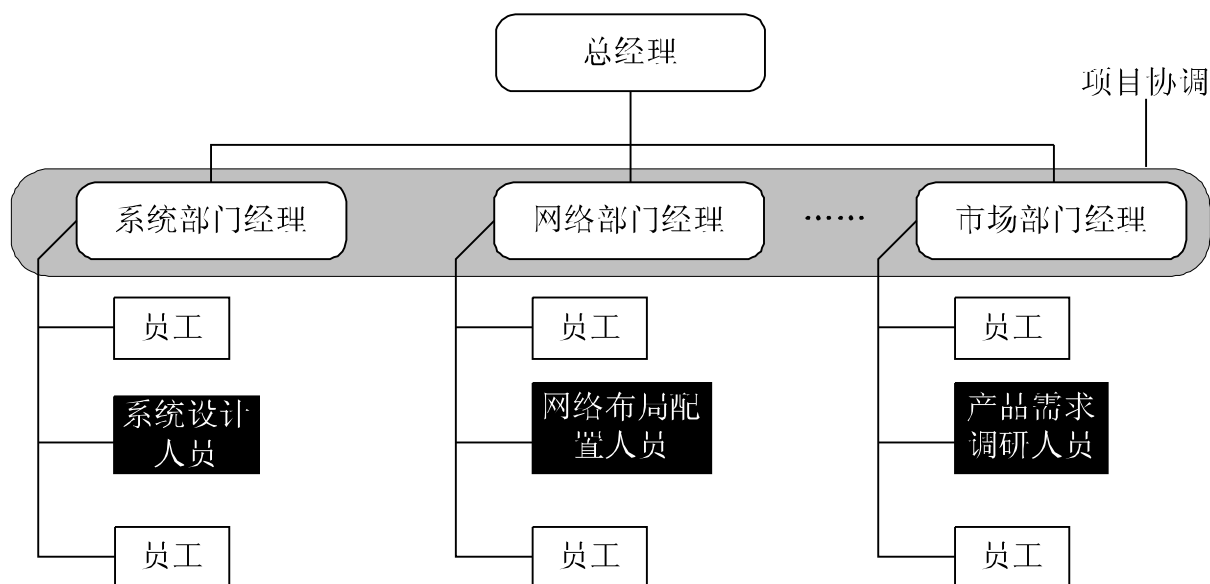 总经理
项目协调
系统部门经理
网络部门经理
……
市场部门经理
员工
员工
员工
系统设计
人员
网络布局配
置人员
产品需求
调研人员
员工
员工
员工